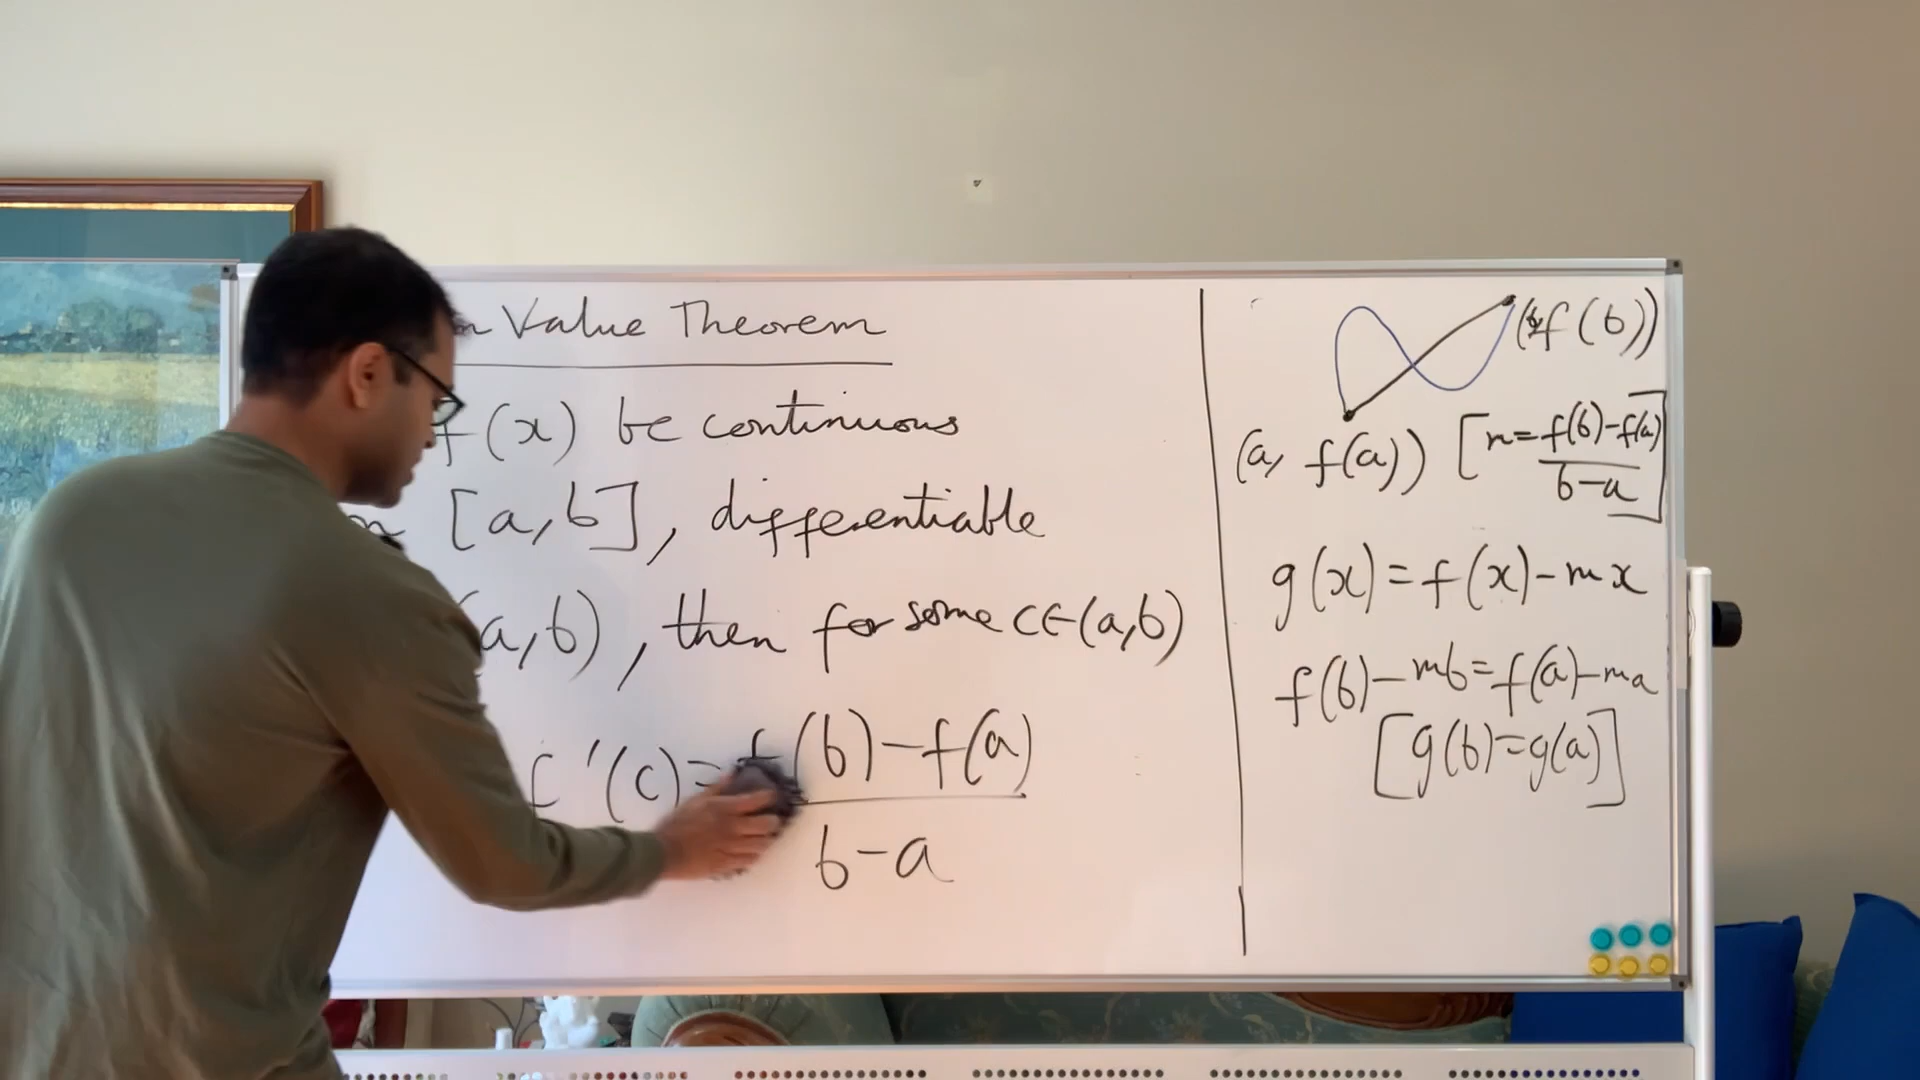 Value Theorem
f(x) be continuous
[a,b], differentiable
(a,b), then for some c∈(a,b)
f'(c)=f(b)-f(a)
b-a
f(b))
(a, f(a)) [m=f(b)-f(a)
b-a]
g(x)=f(x)-mx
f(b)-mb=f(a)-ma
[g(b)=g(a)]